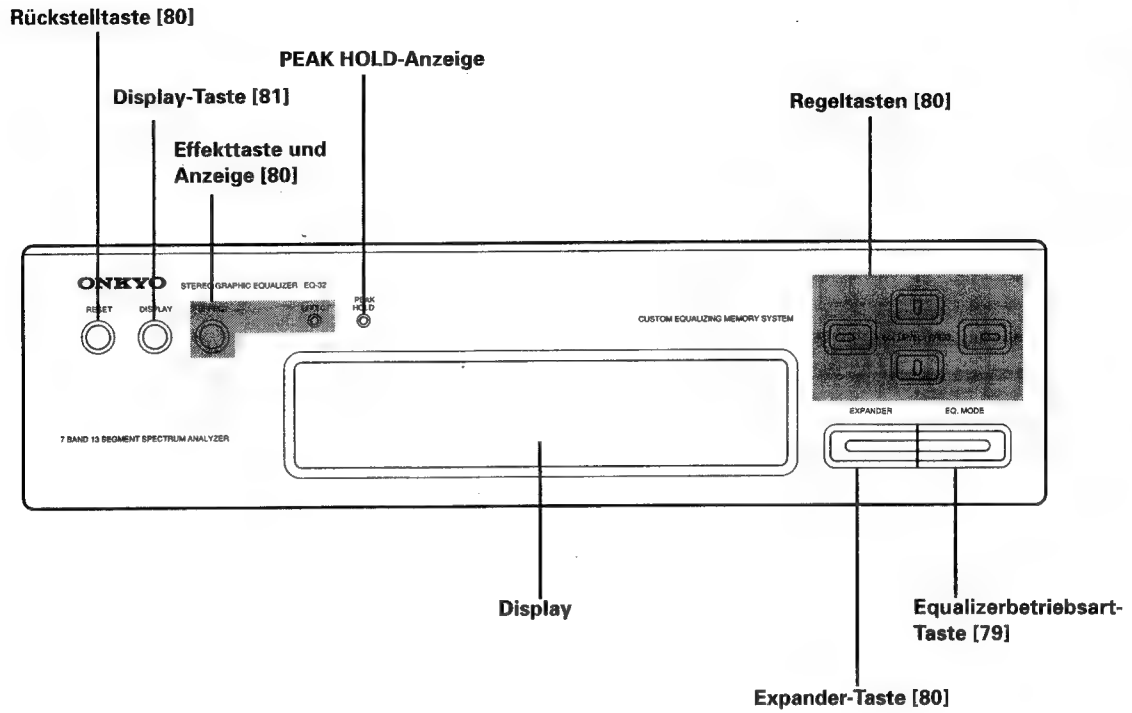 Rückstelltaste [80]
PEAK HOLD-Anzeige
Display-Taste [81]
Regeltasten [80]
Effekttaste und
Anzeige [80]
ONKYO STEREO GRAPHIC EQUALIZER EQ-32
RESET DISPLAY
EFFECT
PEAK
HOLD
CUSTOM EQUALIZING MEMORY SYSTEM
EXPANDER EQ. MODE
7 BAND 13 SEGMENT SPECTRUM ANALYZER
Display
Equalizerbetriebsart-
Taste [79]
Expander-Taste [80]